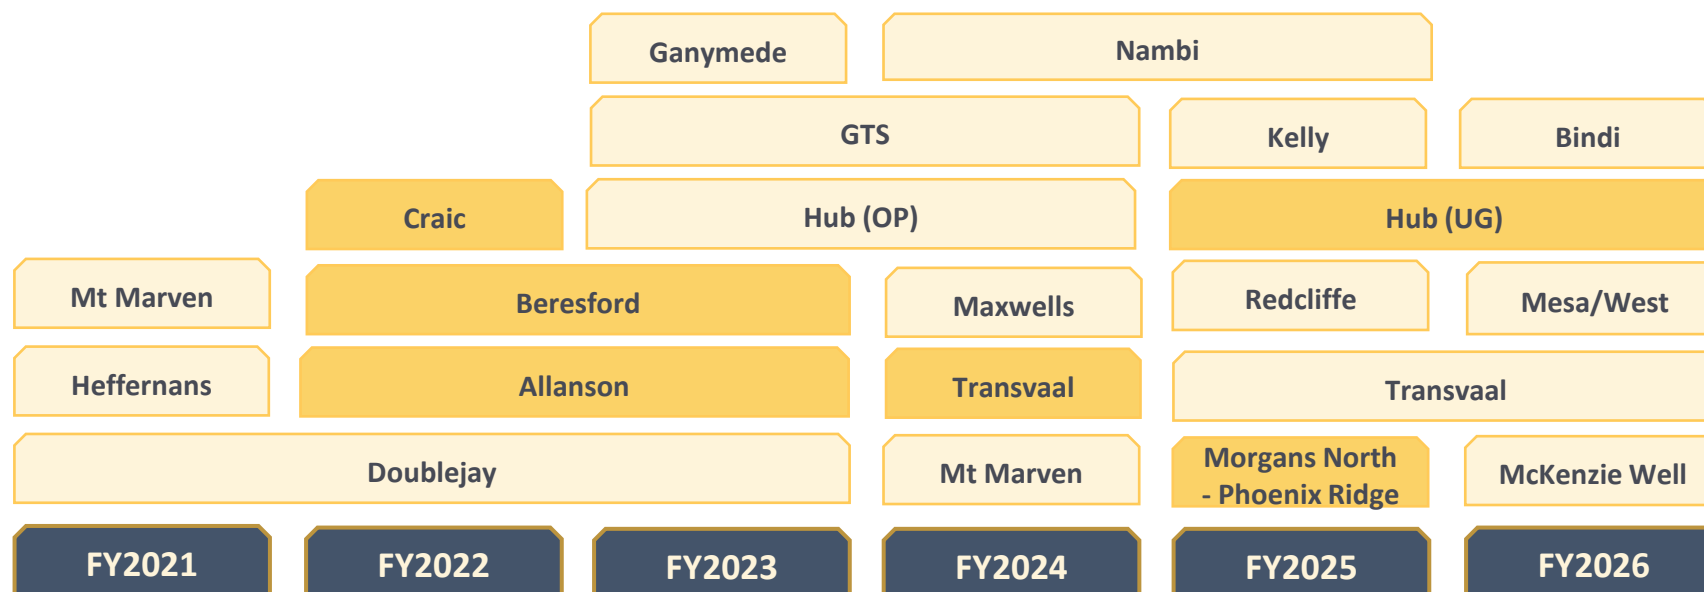 Ganymede
Nambi
GTS
Kelly
Bindi
Craic
Hub (OP)
Hub (UG)
Mt Marven
Beresford
Maxwells
Redcliffe
Mesa/West
Heffernans
Allanson
Transvaal
Transvaal
Doublejay
Mt Marven
Morgans North
- Phoenix Ridge
McKenzie Well
FY2021
FY2022
FY2023
FY2024
FY2025
FY2026